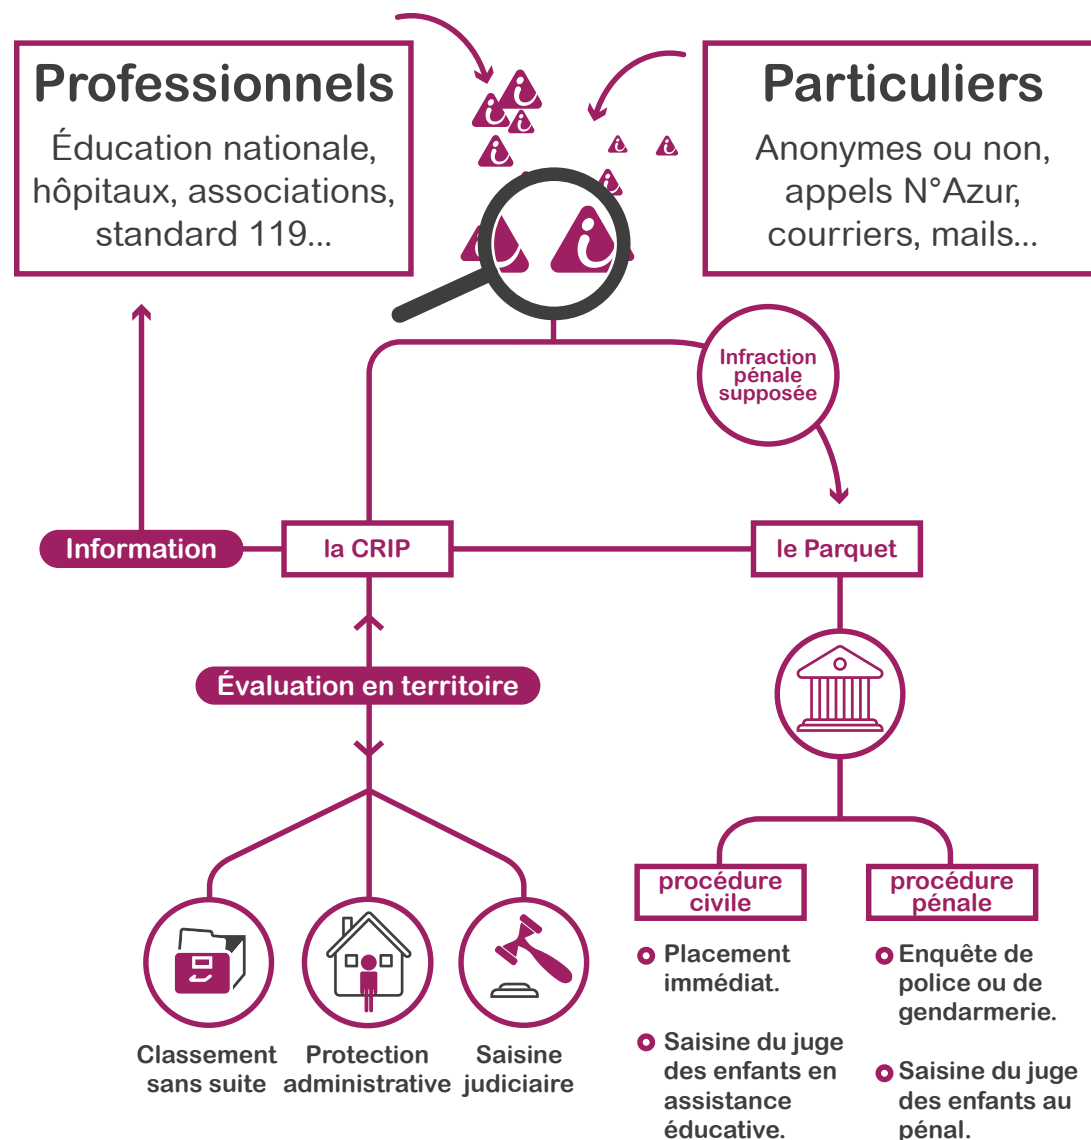 Professionnels
Éducation nationale,
hôpitaux, associations,
standard 119...
Particuliers
Anonymes ou non,
appels N°Azur,
courriers, mails...
Infraction
pénale
supposée
Information
la CRIP
le Parquet
Évaluation en territoire
Classement
sans suite
Protection
administrative
Saisine
judiciaire
procédure
civile
Placement
immédiat.
Saisine du juge
des enfants en
assistance
éducative.
procédure
pénale
Enquête de
police ou de
gendarmerie.
Saisine du juge
des enfants au
pénal.